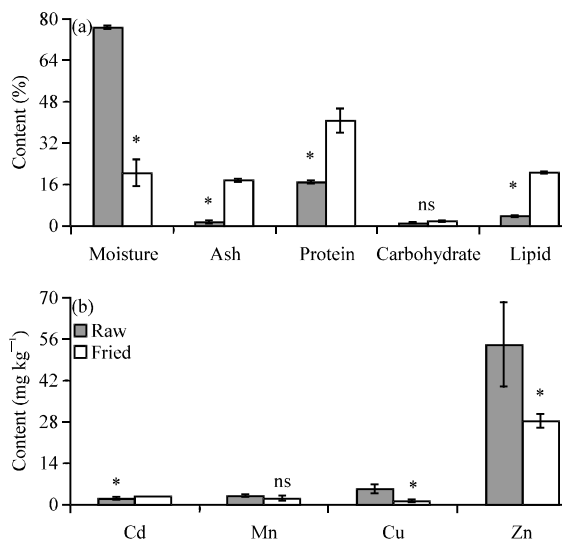 (a)
Content (%)
80
64
48
32
16
0
*
*
*
ns
*
Moisture Ash Protein Carbohydrate Lipid
(b)
Content (mg kg⁻¹)
70
56
42
28
14
0
Raw
Fried
*
ns
*
*
Cd Mn Cu Zn